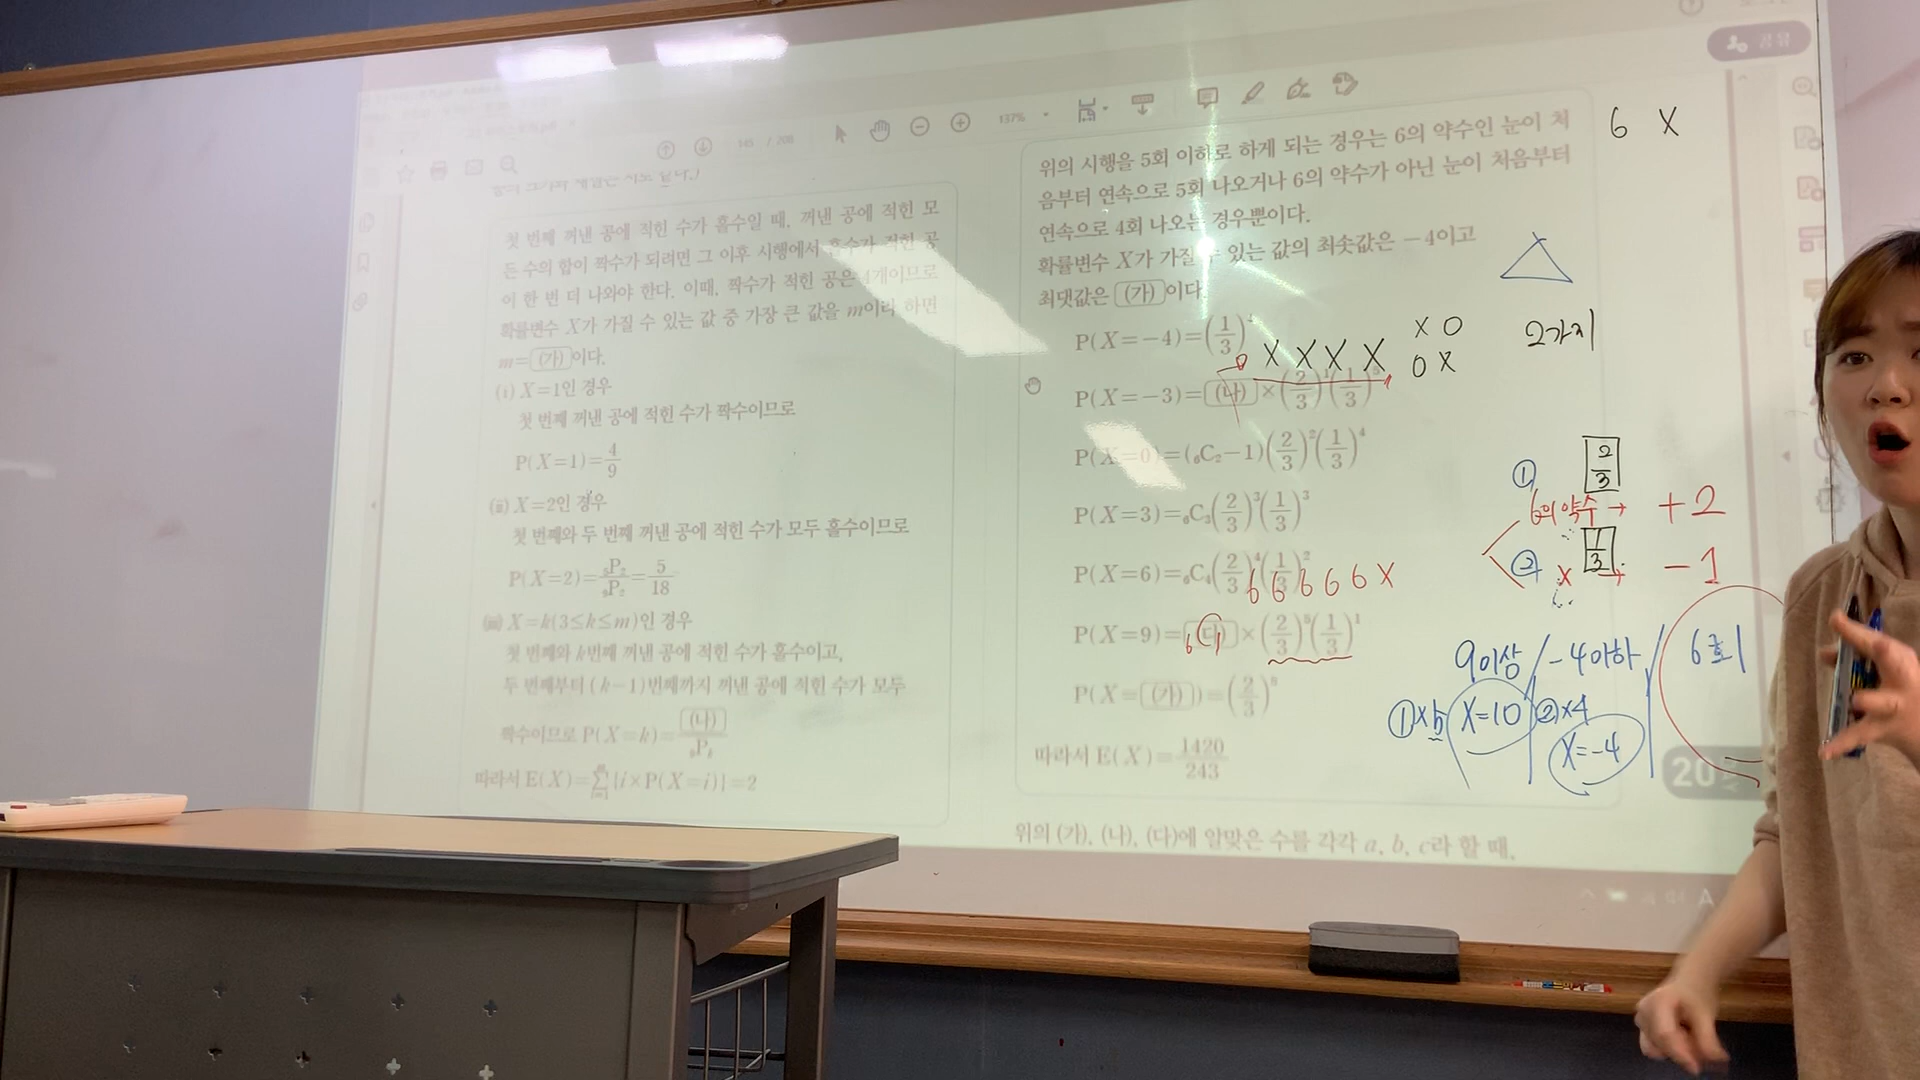 공유
137%
145 / 208
첫 번째 꺼낸 공에 적힌 수가 홀수일 때, 꺼낸 공에 적힌 모
든 수의 합이 짝수가 되려면 그 이후 시행에서 홀수가 적힌 공
이 한 번 더 나와야 한다. 이때, 짝수가 적힌 공은 4개이므로
확률변수 X가 가질 수 있는 값 중 가장 큰 값을 m이라 하면
m=(가)이다.
(i) X=1인 경우
첫 번째 꺼낸 공에 적힌 수가 짝수이므로
P(X=1)=4/9
(ii) X=2인 경우
첫 번째와 두 번째 꺼낸 공에 적힌 수가 모두 홀수이므로
P(X=2)=₅P₂/₉P₂=5/18
(iii) X=k(3≤k≤m)인 경우
첫 번째와 k번째 꺼낸 공에 적힌 수가 홀수이고,
두 번째부터 (k-1)번째까지 꺼낸 공에 적힌 수가 모두
짝수이므로 P(X=k)=(나)/₉Pₖ
따라서 E(X)=∑{i×P(X=i)}=2
위의 시행을 5회 이하로 하게 되는 경우는 6의 약수인 눈이 처
음부터 연속으로 5회 나오거나 6의 약수가 아닌 눈이 처음부터
연속으로 4회 나오는 경우뿐이다.
확률변수 X가 가질 수 있는 값의 최솟값은 -4이고
최댓값은 (가)이다.
P(X=-4)=(1/3)⁴
P(X=-3)=(나)×(2/3)¹(1/3)⁵
P(X=0)=(₆C₂-1)(2/3)²(1/3)⁴
P(X=3)=₆C₃(2/3)³(1/3)³
P(X=6)=₆C₄(2/3)⁴(1/3)²
P(X=9)=(다)×(2/3)⁵(1/3)¹
P(X=(가))=(2/3)⁵
따라서 E(X)=1420/243
위의 (가), (나), (다)에 알맞은 수를 각각 a, b, c라 할 때,
6 X
X X X X
X O
O X
2가지
6 6 6 6 6 X
₆C₁
① 2/3
6의 약수 → +2
② 1/3
X → -1
9이상 / -4이하 / 6회
①×5 X=10
②×4
X=-4